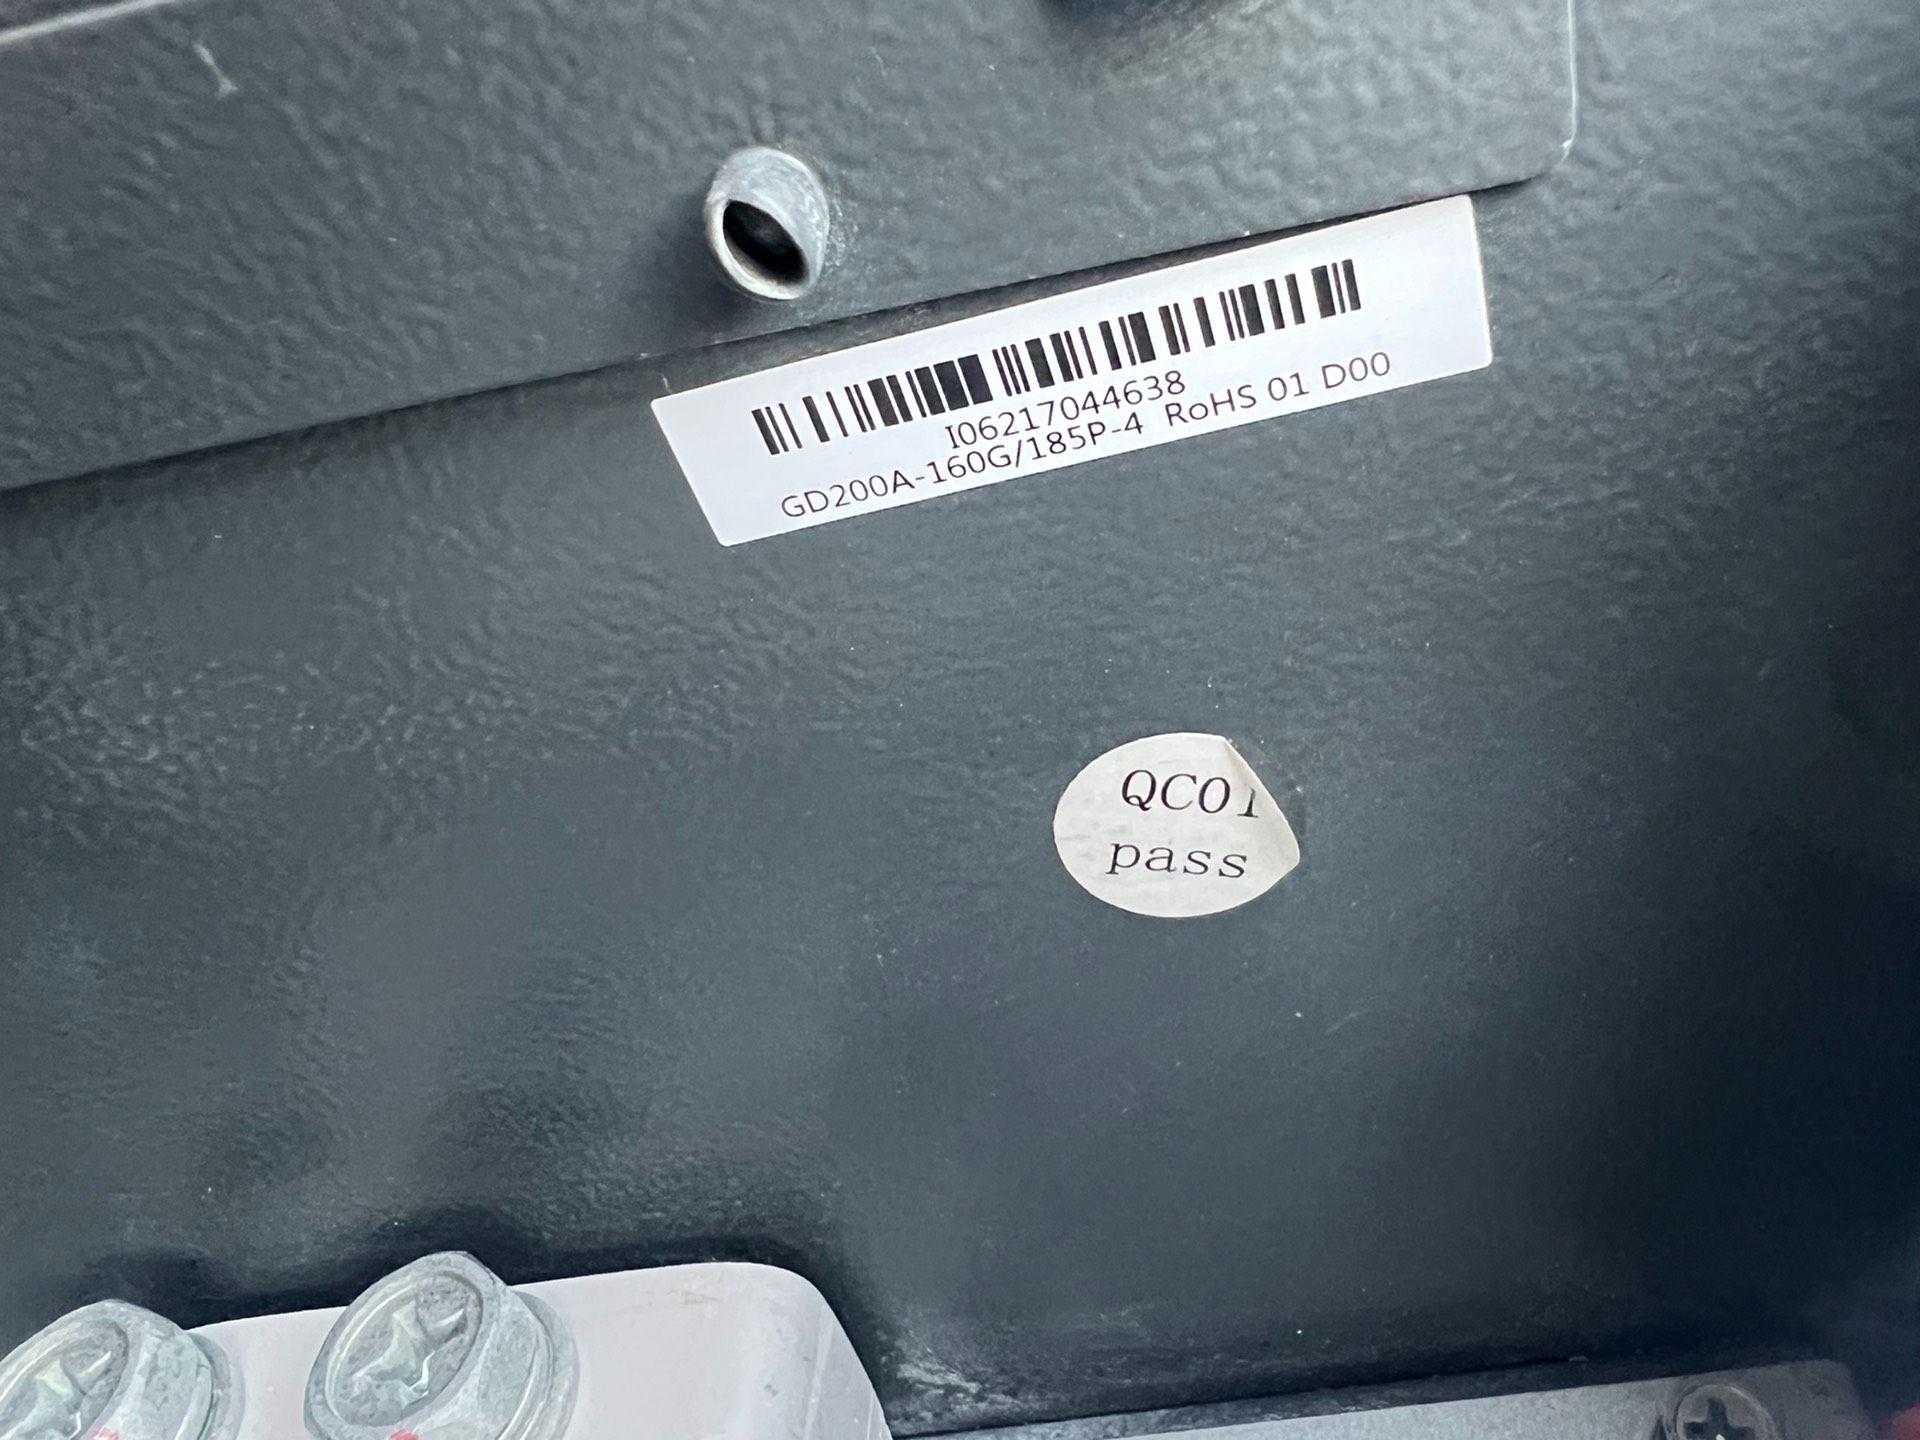 I06217044638
GD200A-160G/185P-4 RoHS 01 D00
QC01
pass